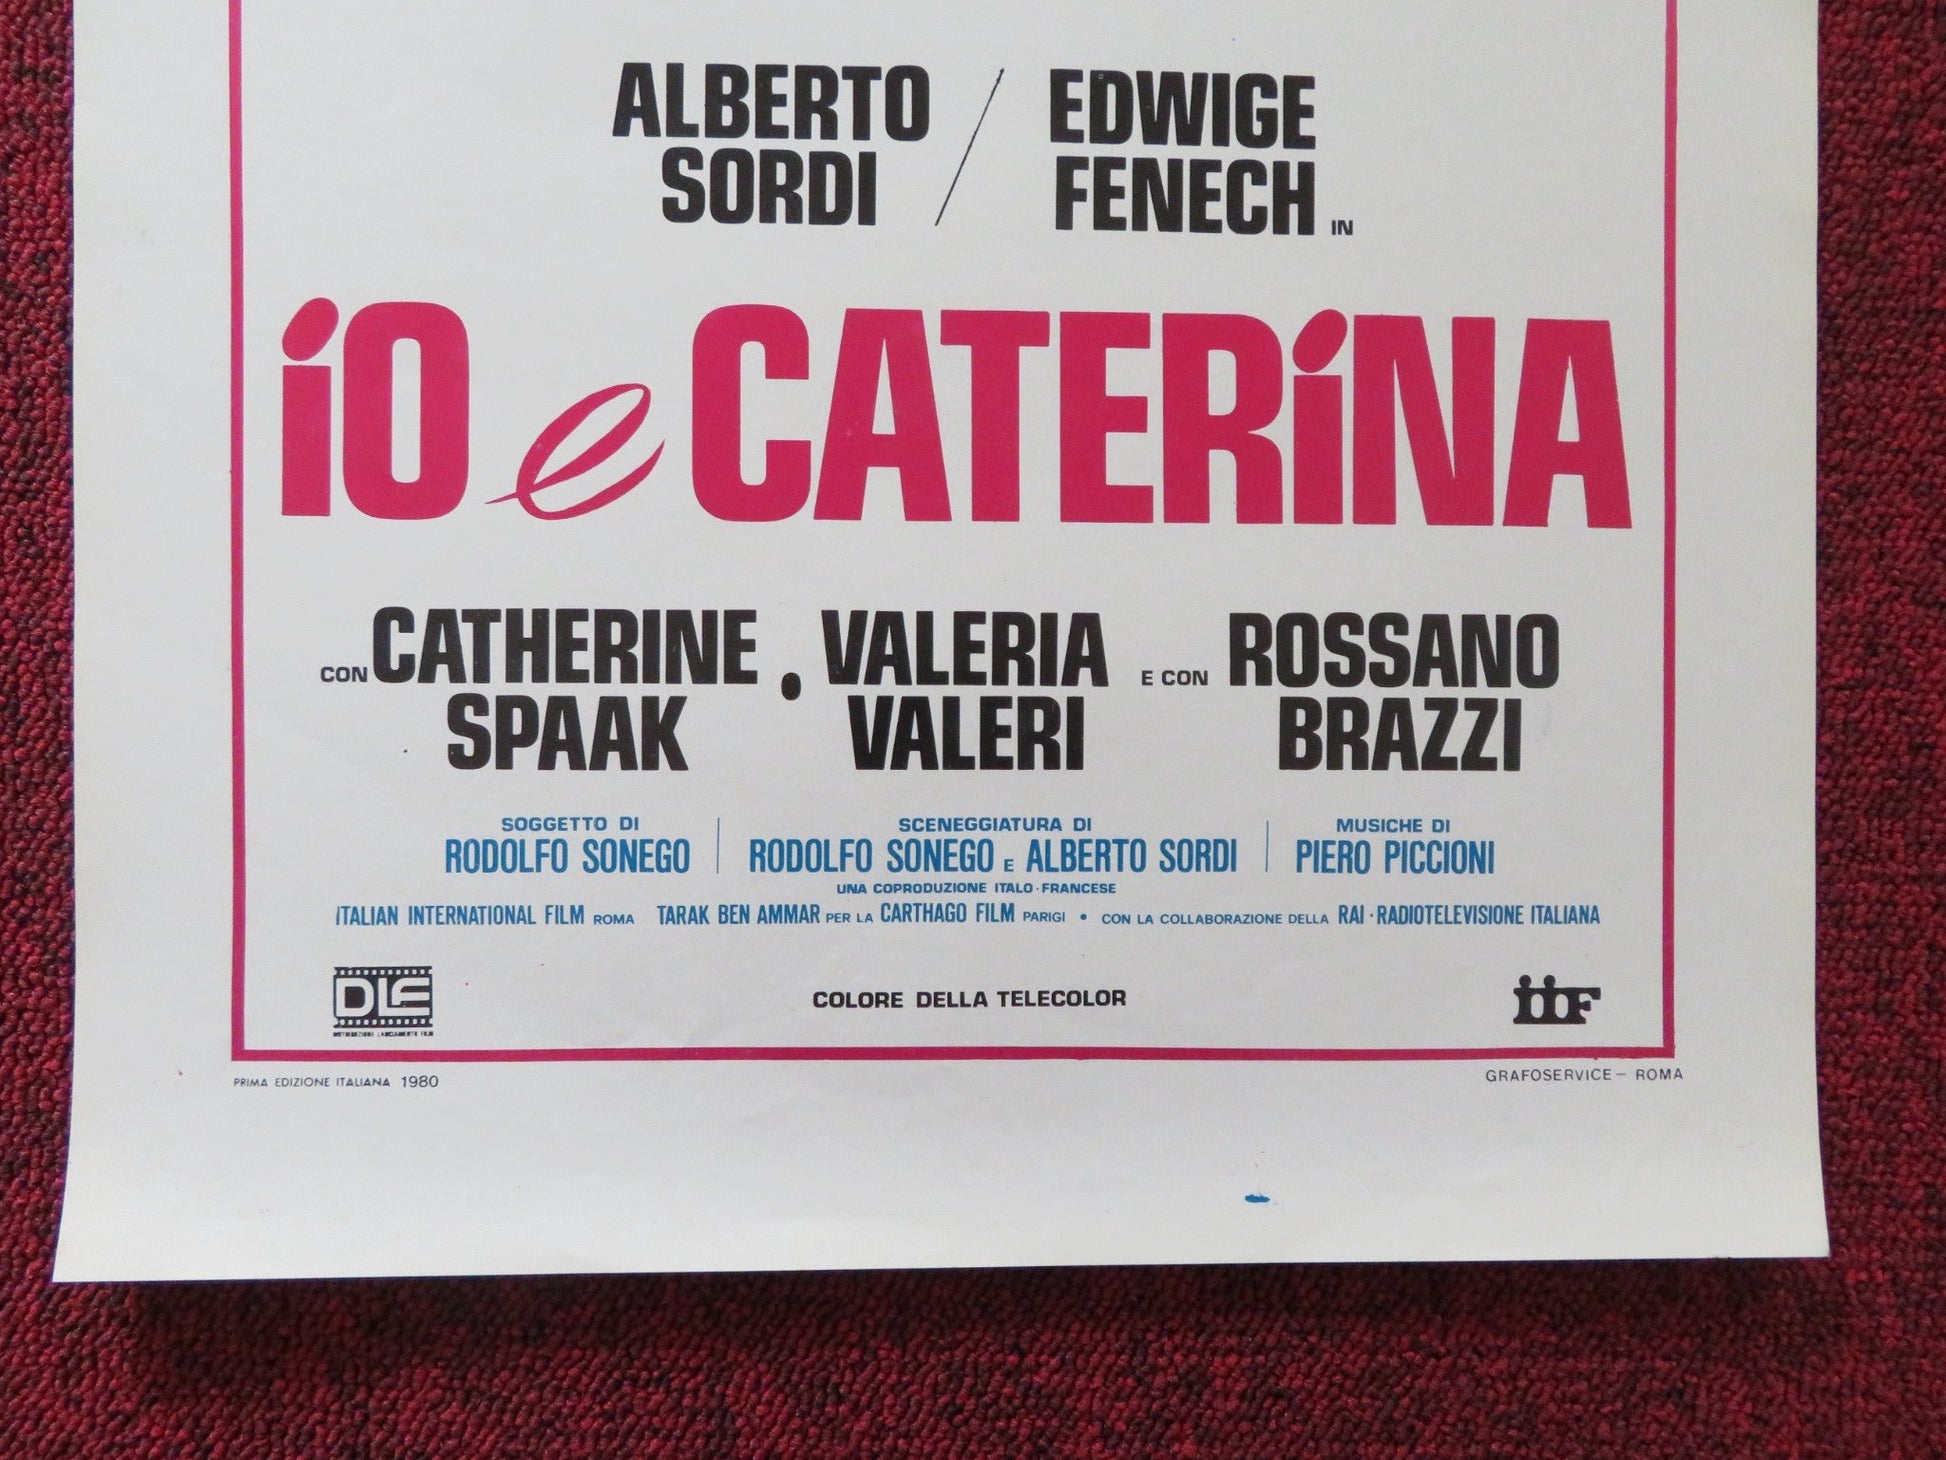 ALBERTO / EDWIGE
SORDI FENECH IN
iO e CATERiNA
CON CATHERINE • VALERIA E CON ROSSANO
SPAAK VALERI BRAZZI
SOGGETTO DI SCENEGGIATURA DI MUSICHE DI
RODOLFO SONEGO | RODOLFO SONEGO E ALBERTO SORDI | PIERO PICCIONI
UNA COPRODUZIONE ITALO-FRANCESE
ITALIAN INTERNATIONAL FILM ROMA TARAK BEN AMMAR PER LA CARTHAGO FILM PARIGI • CON LA COLLABORAZIONE DELLA RAI-RADIOTELEVISIONE ITALIANA
DLF COLORE DELLA TELECOLOR iiF
DISTRIBUZIONE LANCIAMENTO FILM
PRIMA EDIZIONE ITALIANA 1980 GRAFOSERVICE – ROMA